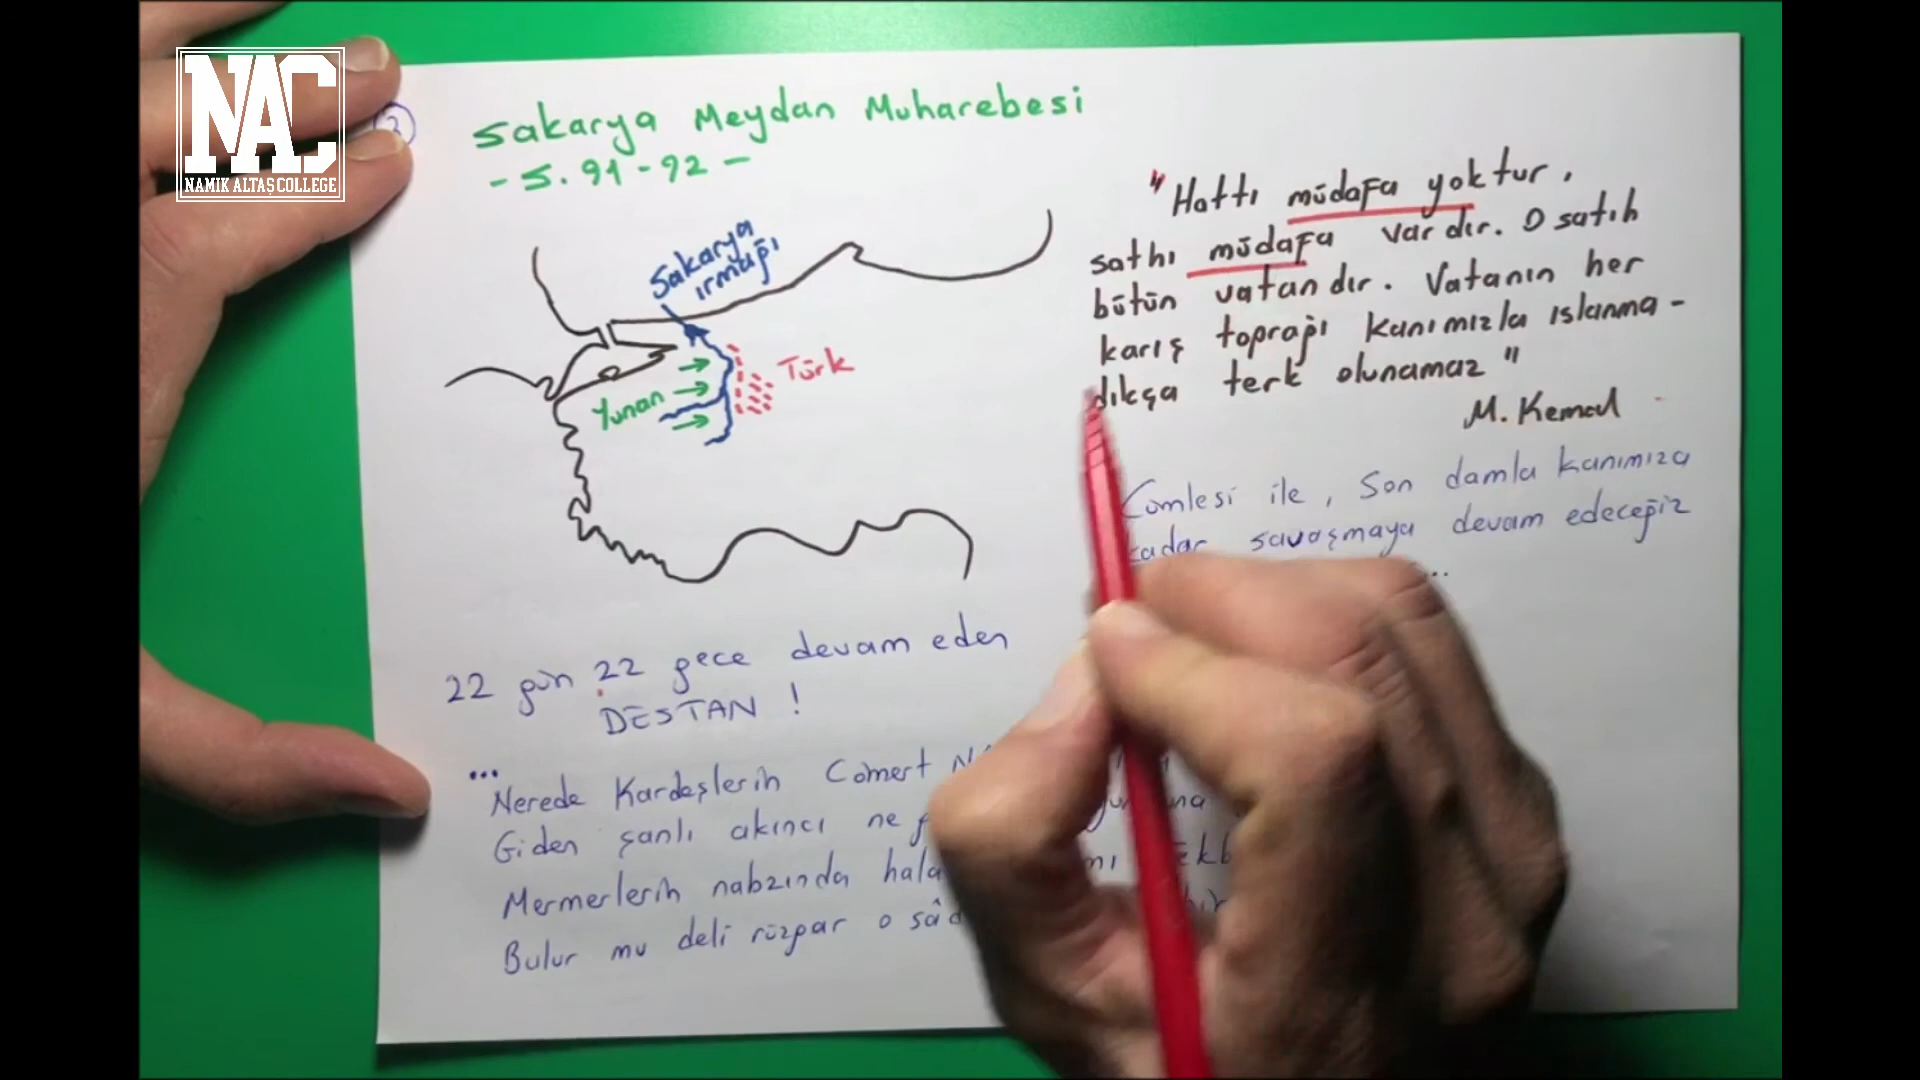 NAC
NAMIK ALTAŞ COLLEGE
Sakarya Meydan Muharebesi
- S. 91 - 92 -
"Hattı müdafa yoktur,
sathı müdafa vardır. O satıh
bütün vatandır. Vatanın her
karış toprağı kanımızla ıslanma-
dıkça terk olunamaz"
M. Kemal
Cümlesi ile, Son damla kanımıza
kadar savaşmaya devam edeceğiz
...
Sakarya
ırmağı
Türk
Yunan
22 gün 22 gece devam eden
DESTAN !
...
Nerede Kardeşlerin Cömert
Giden şanlı akıncı ne
Mermerlerin nabzında hala
Bulur mu deli rüzgar o